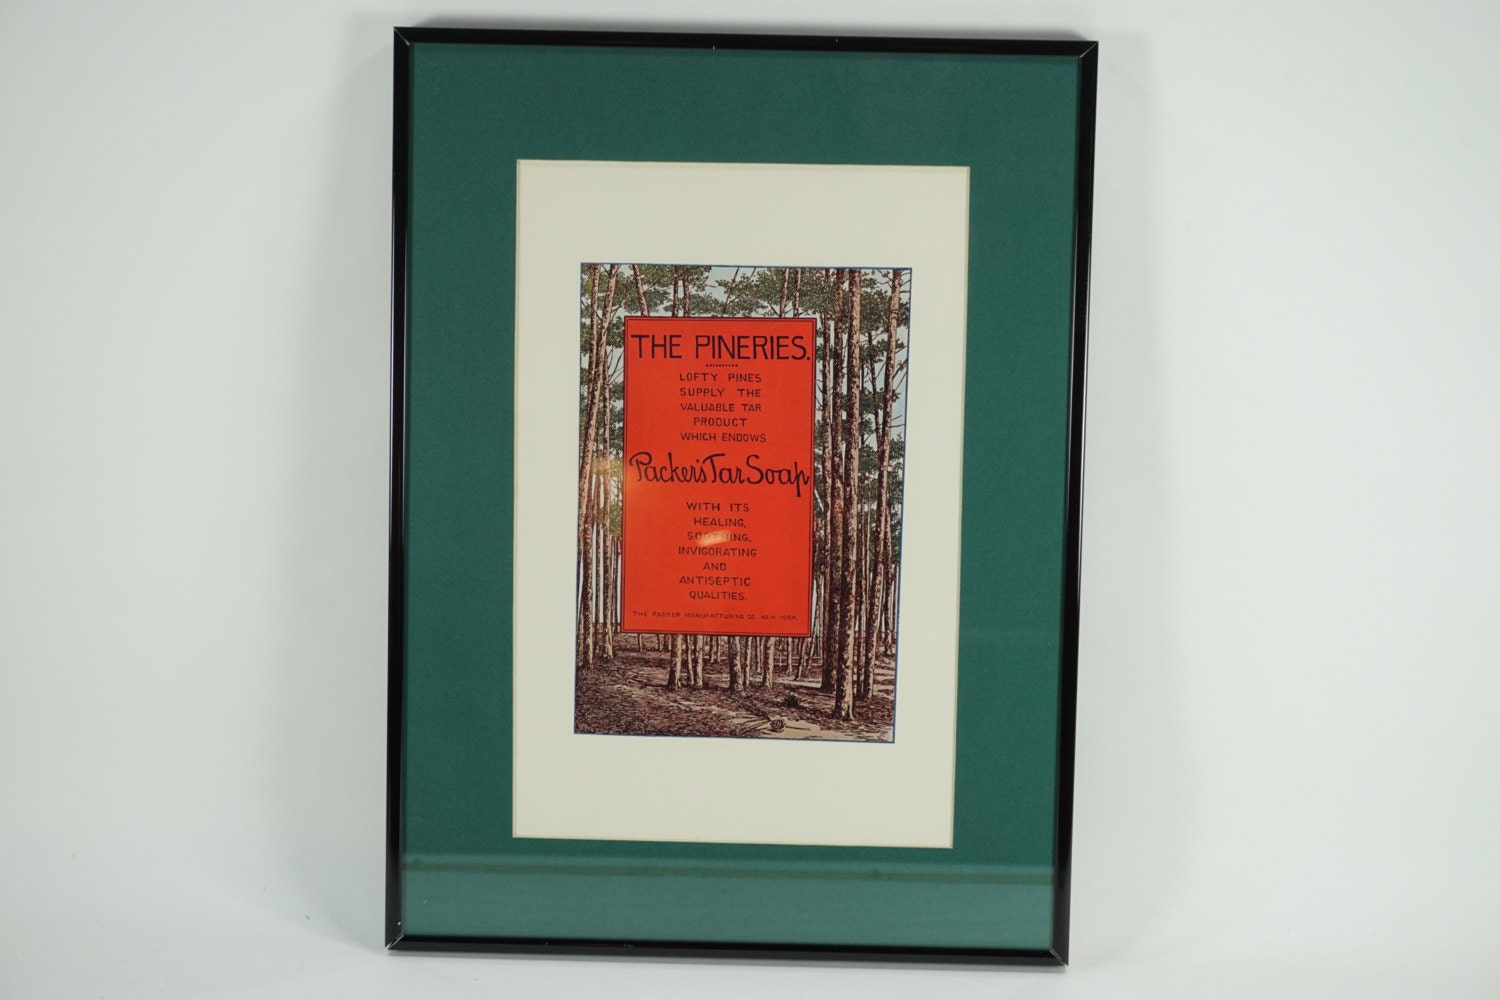 THE PINERIES.
LOFTY PINES
SUPPLY THE
VALUABLE TAR
PRODUCT
WHICH ENDOWS
Packer's Tar Soap
WITH ITS
HEALING,
SOOTHING,
INVIGORATING
AND
ANTISEPTIC
QUALITIES.
THE PACKER MANUFACTURING CO. NEW YORK.